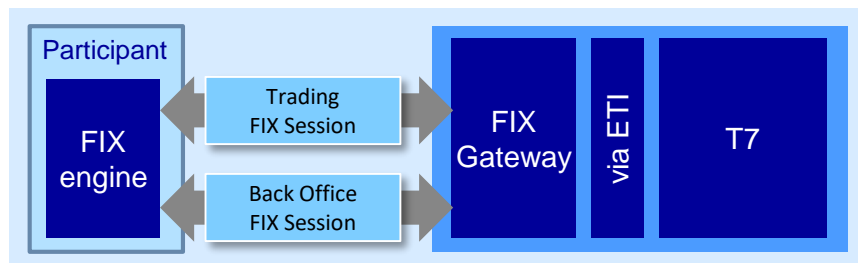 Participant
FIX
engine
Trading
FIX Session
Back Office
FIX Session
FIX
Gateway
via ETI
T7